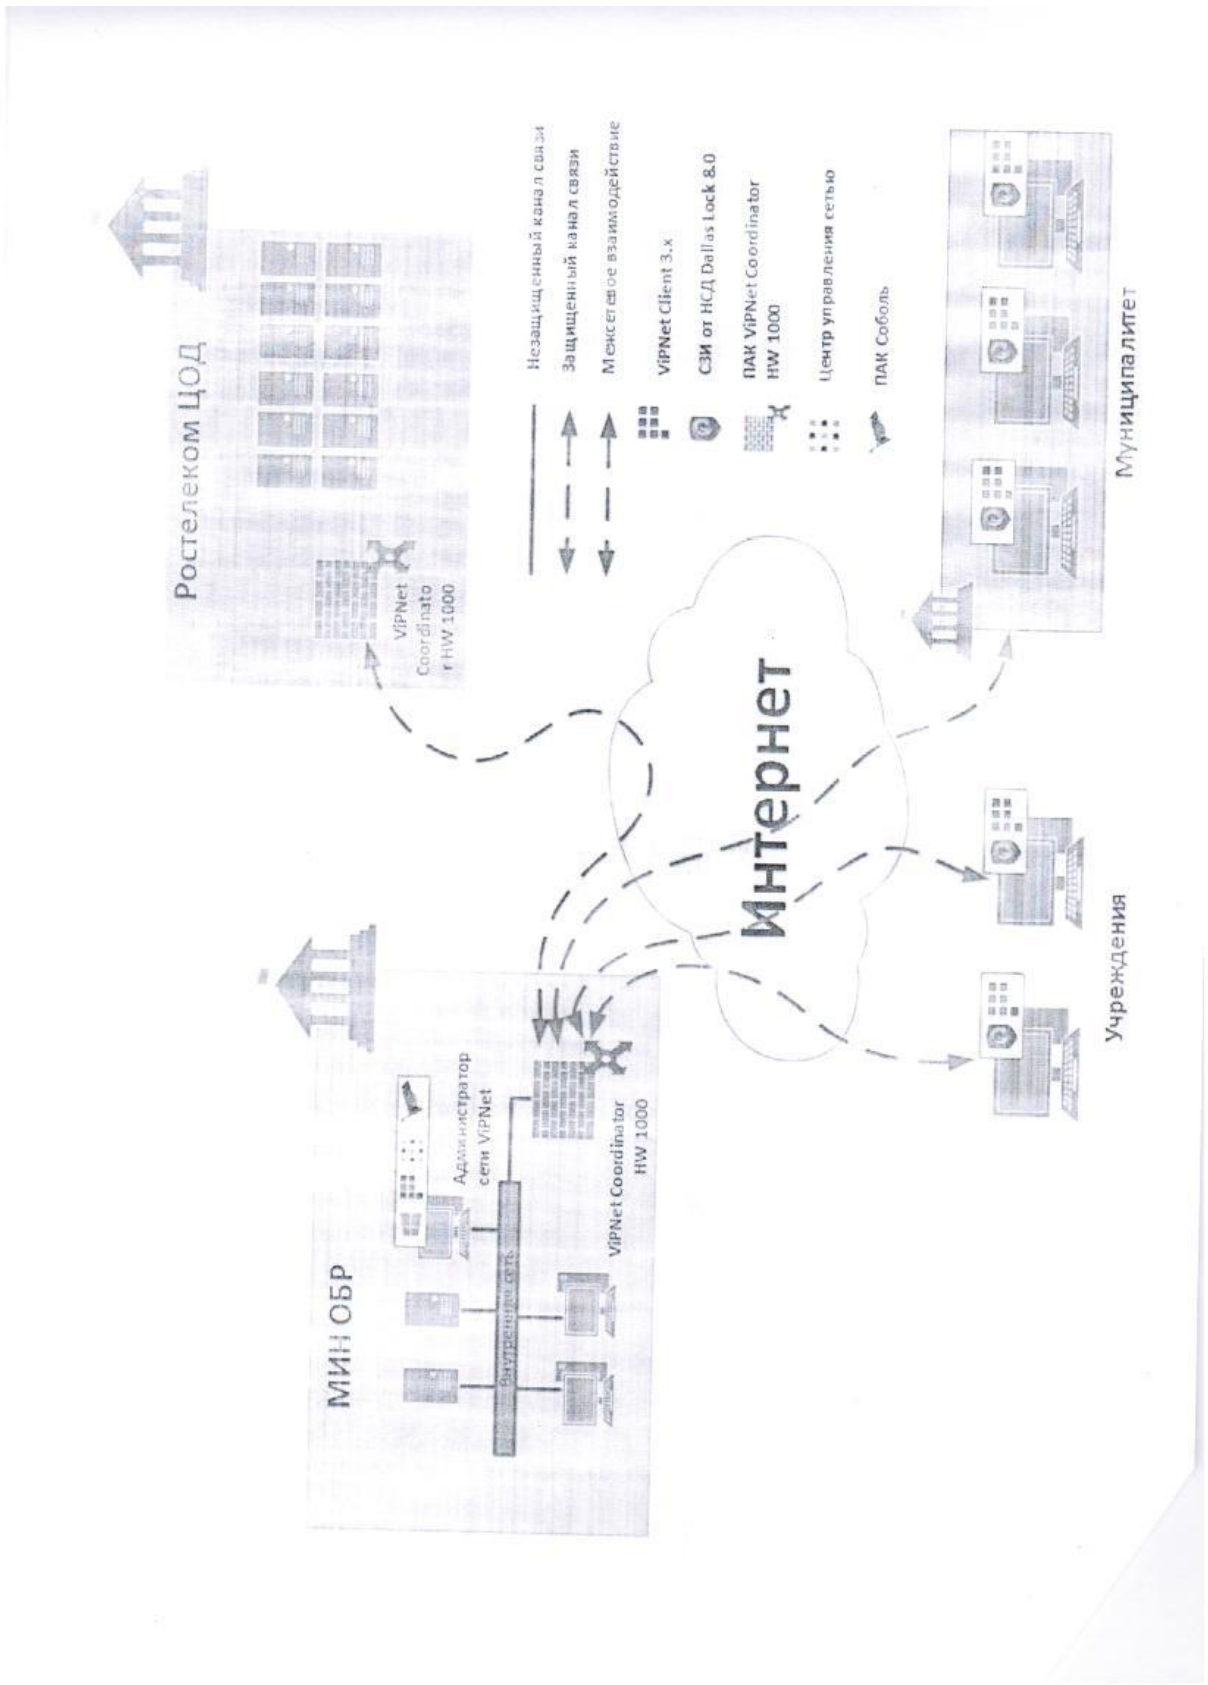 МИН ОБР
Администратор
сети ViPNet
Внутренняя сеть
ViPNet Coordinator
HW 1000
Ростелеком ЦОД
ViPNet
Coordinato
r HW 1000
Интернет
Незащищенный канал связи
Защищенный канал связи
Межсетевое взаимодействие
ViPNet Client 3.x
СЗИ от НСД Dallas Lock 8.0
ПАК ViPNet Coordinator
HW 1000
Центр управления сетью
ПАК Соболь
Учреждения
Муниципалитет